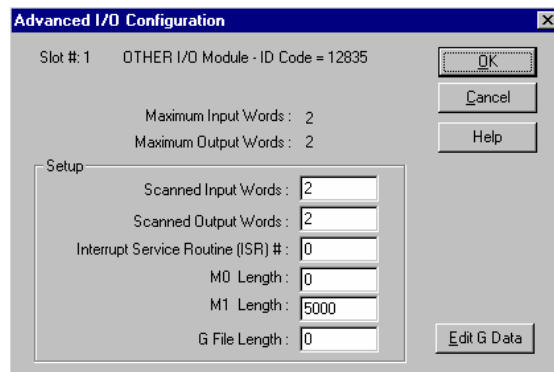 Advanced I/O Configuration
Slot #: 1 OTHER I/O Module - ID Code = 12835
OK
Cancel
Help
Maximum Input Words : 2
Maximum Output Words : 2
Setup
Scanned Input Words : 2
Scanned Output Words : 2
Interrupt Service Routine (ISR) # : 0
M0 Length : 0
M1 Length : 5000
G File Length : 0
Edit G Data